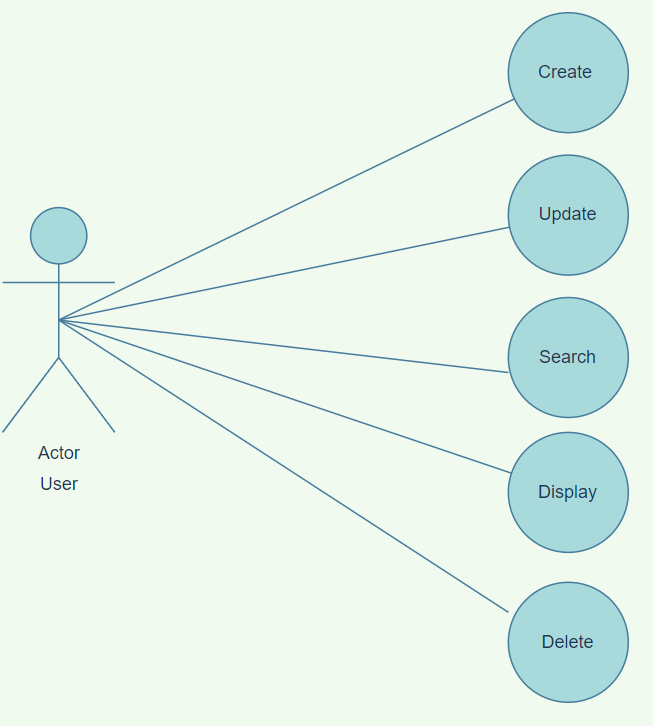 Create
Update
Search
Display
Delete
Actor
User